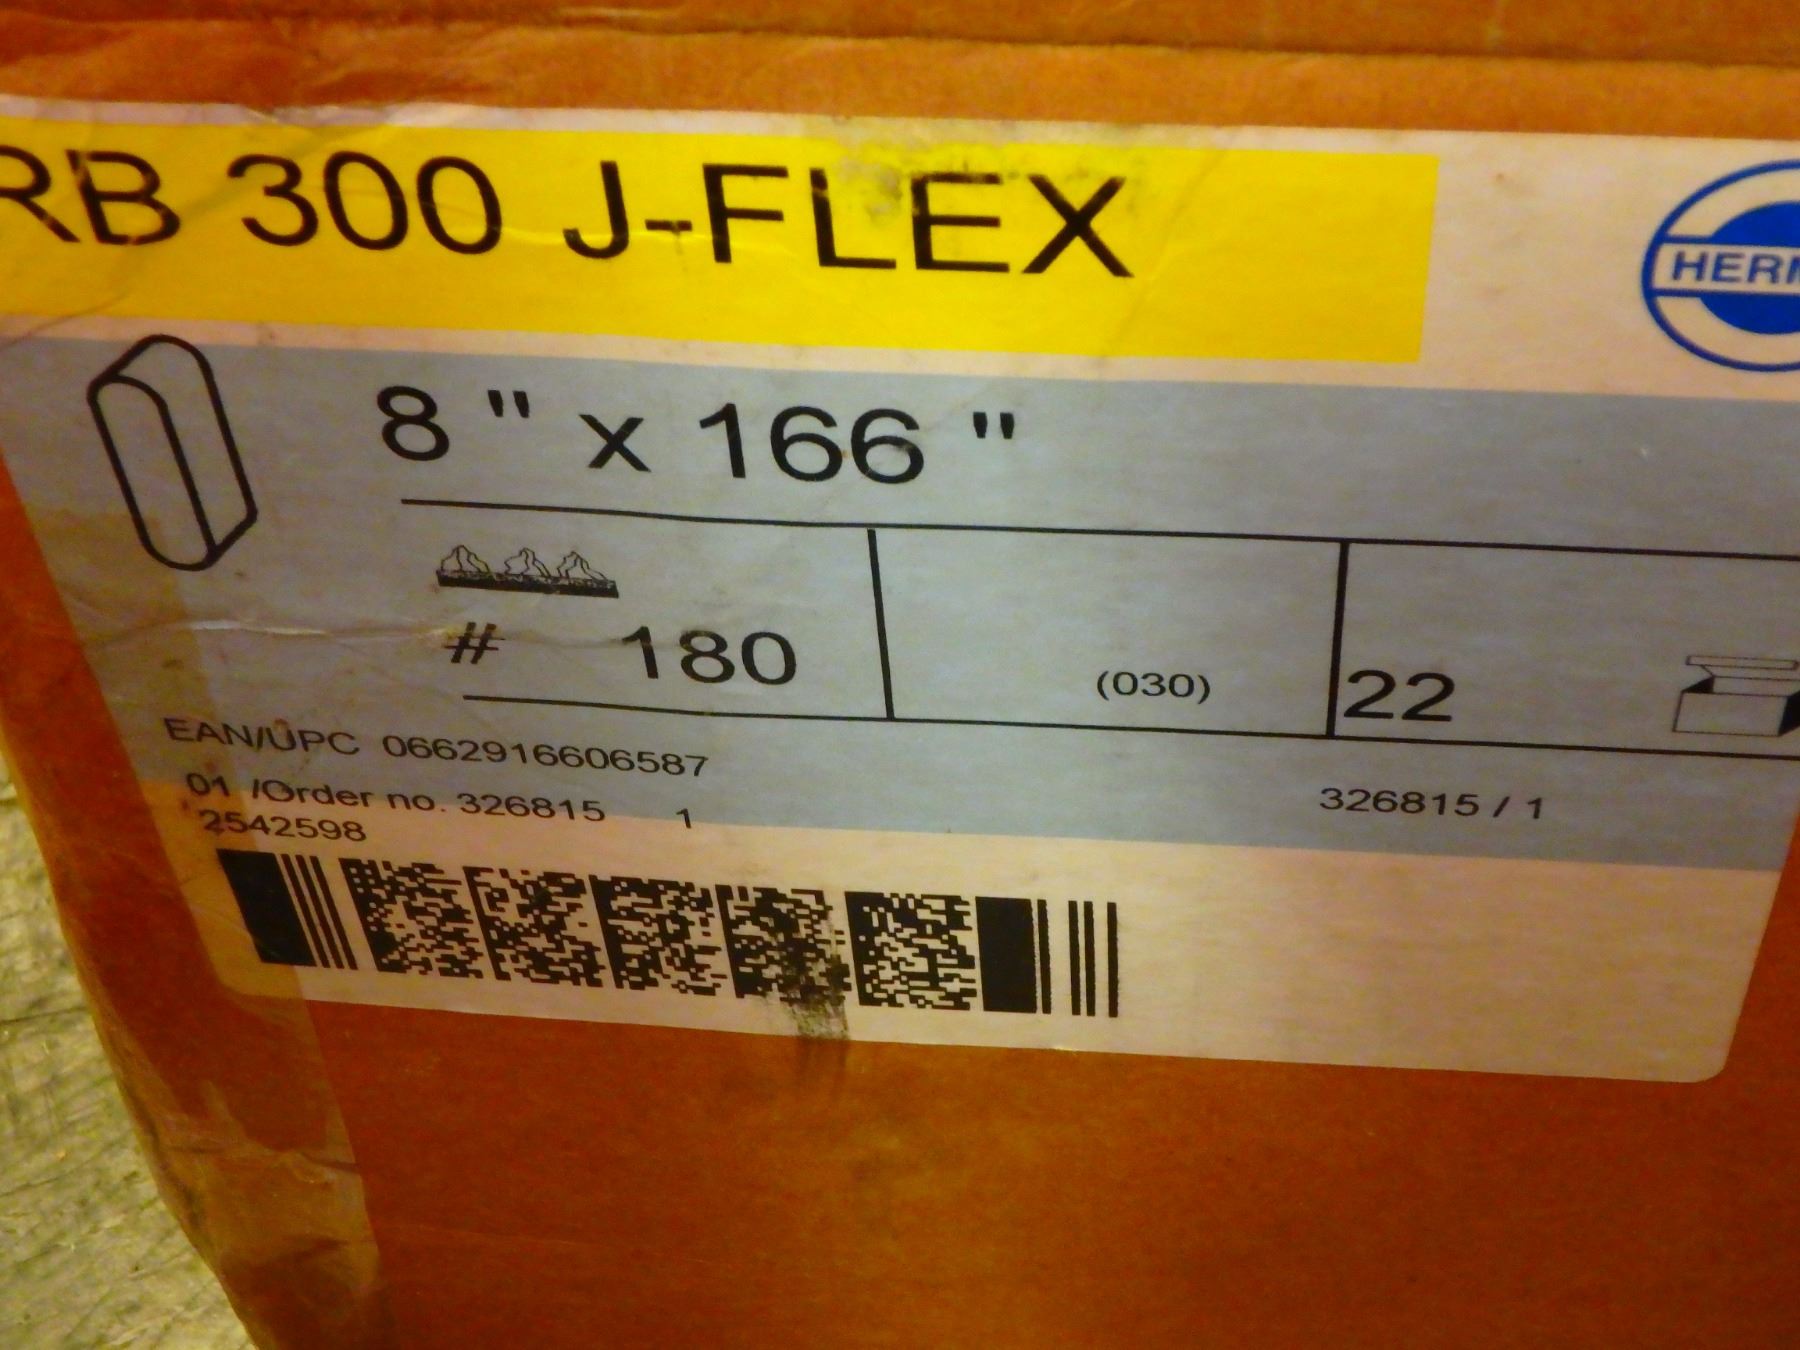 RB 300 J-FLEX
HERM
8 " x 166 "
# 180
(030)
22
EAN/UPC 0662916606587
01 /Order no. 326815 1
326815 / 1
2542598